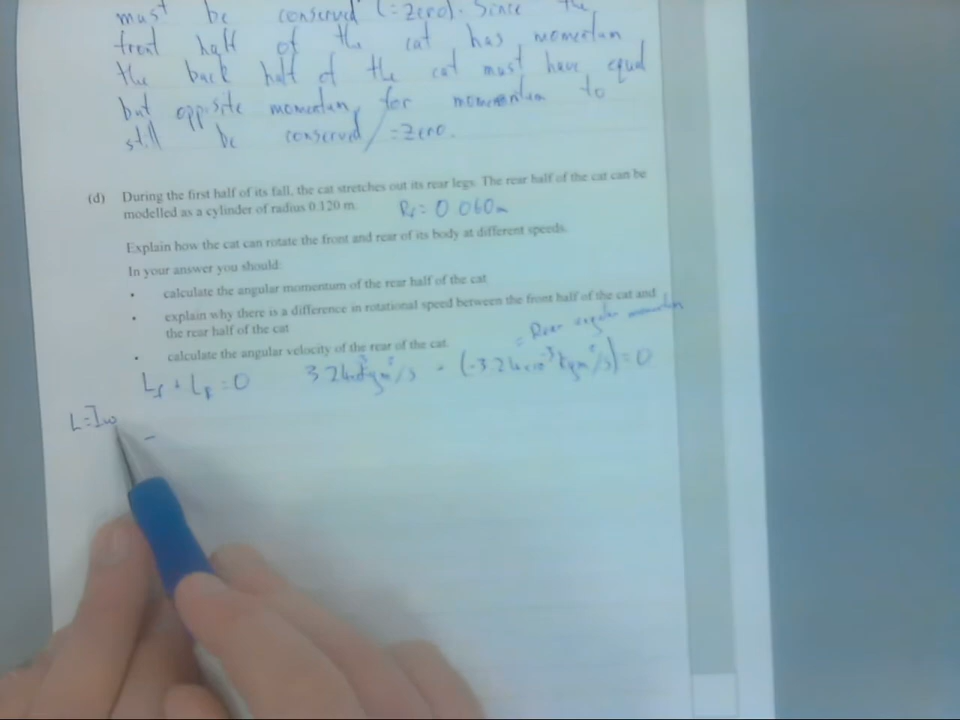 must be conserved (=zero). Since the
front half of the cat has momentum
the back half of the cat must have equal
but opposite momentum, for momentum to
still be conserved/=zero.
(d) During the first half of its fall, the cat stretches out its rear legs. The rear half of the cat can be
modelled as a cylinder of radius 0.120 m. Rf = 0.060m
Explain how the cat can rotate the front and rear of its body at different speeds.
In your answer you should:
• calculate the angular momentum of the rear half of the cat
• explain why there is a difference in rotational speed between the front half of the cat and
the rear half of the cat
• calculate the angular velocity of the rear of the cat.
= Rear angular momentum
= 0
L=Iω